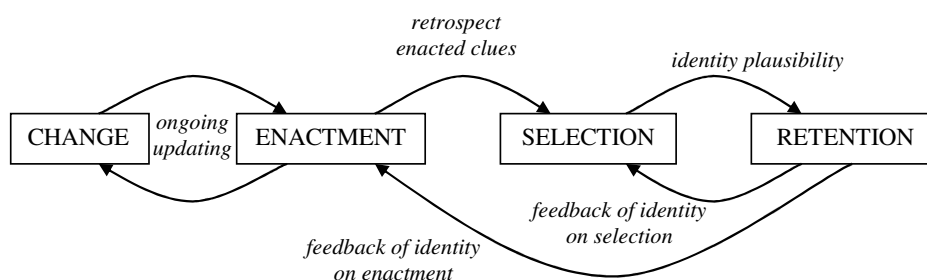 retrospect
enacted clues
identity plausibility
CHANGE
ongoing
updating
ENACTMENT
SELECTION
RETENTION
feedback of identity
on selection
feedback of identity
on enactment